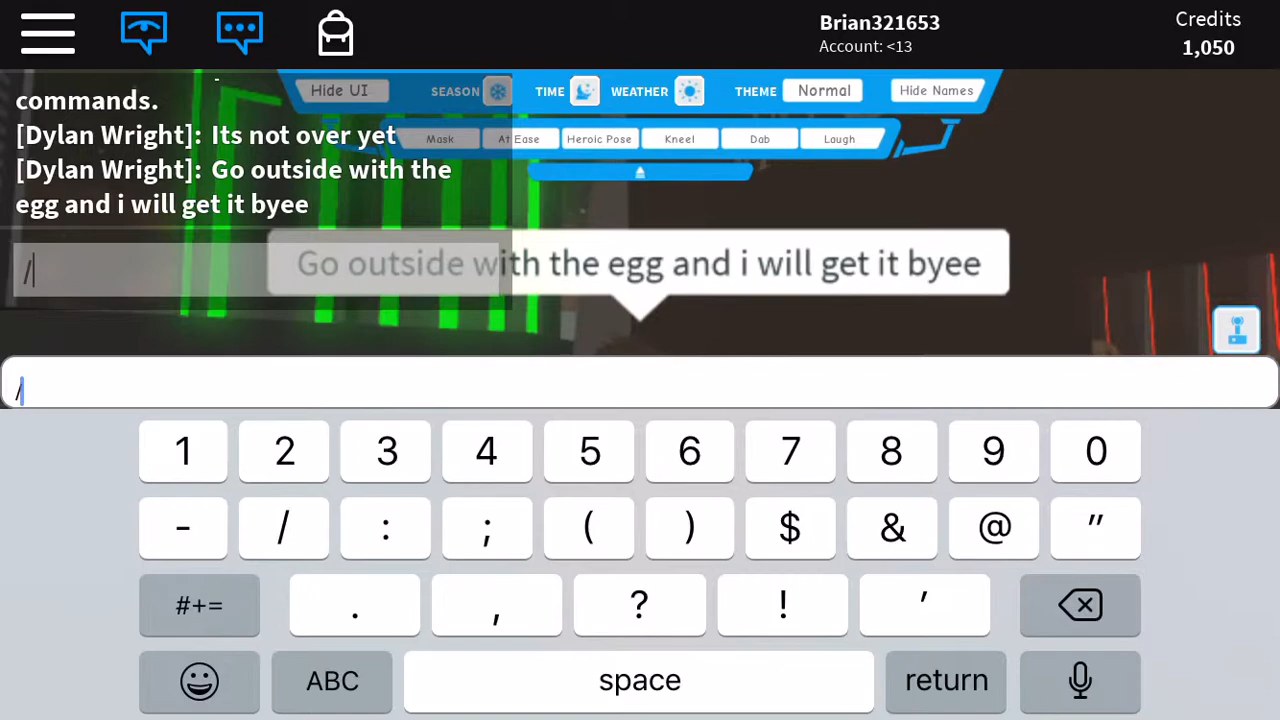 Brian321653
Account: <13
Credits
1,050
Hide UI
SEASON
TIME
WEATHER
THEME
Normal
Hide Names
commands.
[Dylan Wright]: Its not over yet
[Dylan Wright]: Go outside with the
egg and i will get it byee
Mask
At Ease
Heroic Pose
Kneel
Dab
Laugh
/
Go outside with the egg and i will get it byee
/
1 2 3 4 5 6 7 8 9 0
- / : ; ( ) $ & @ "
#+= . , ? ! '
ABC space return